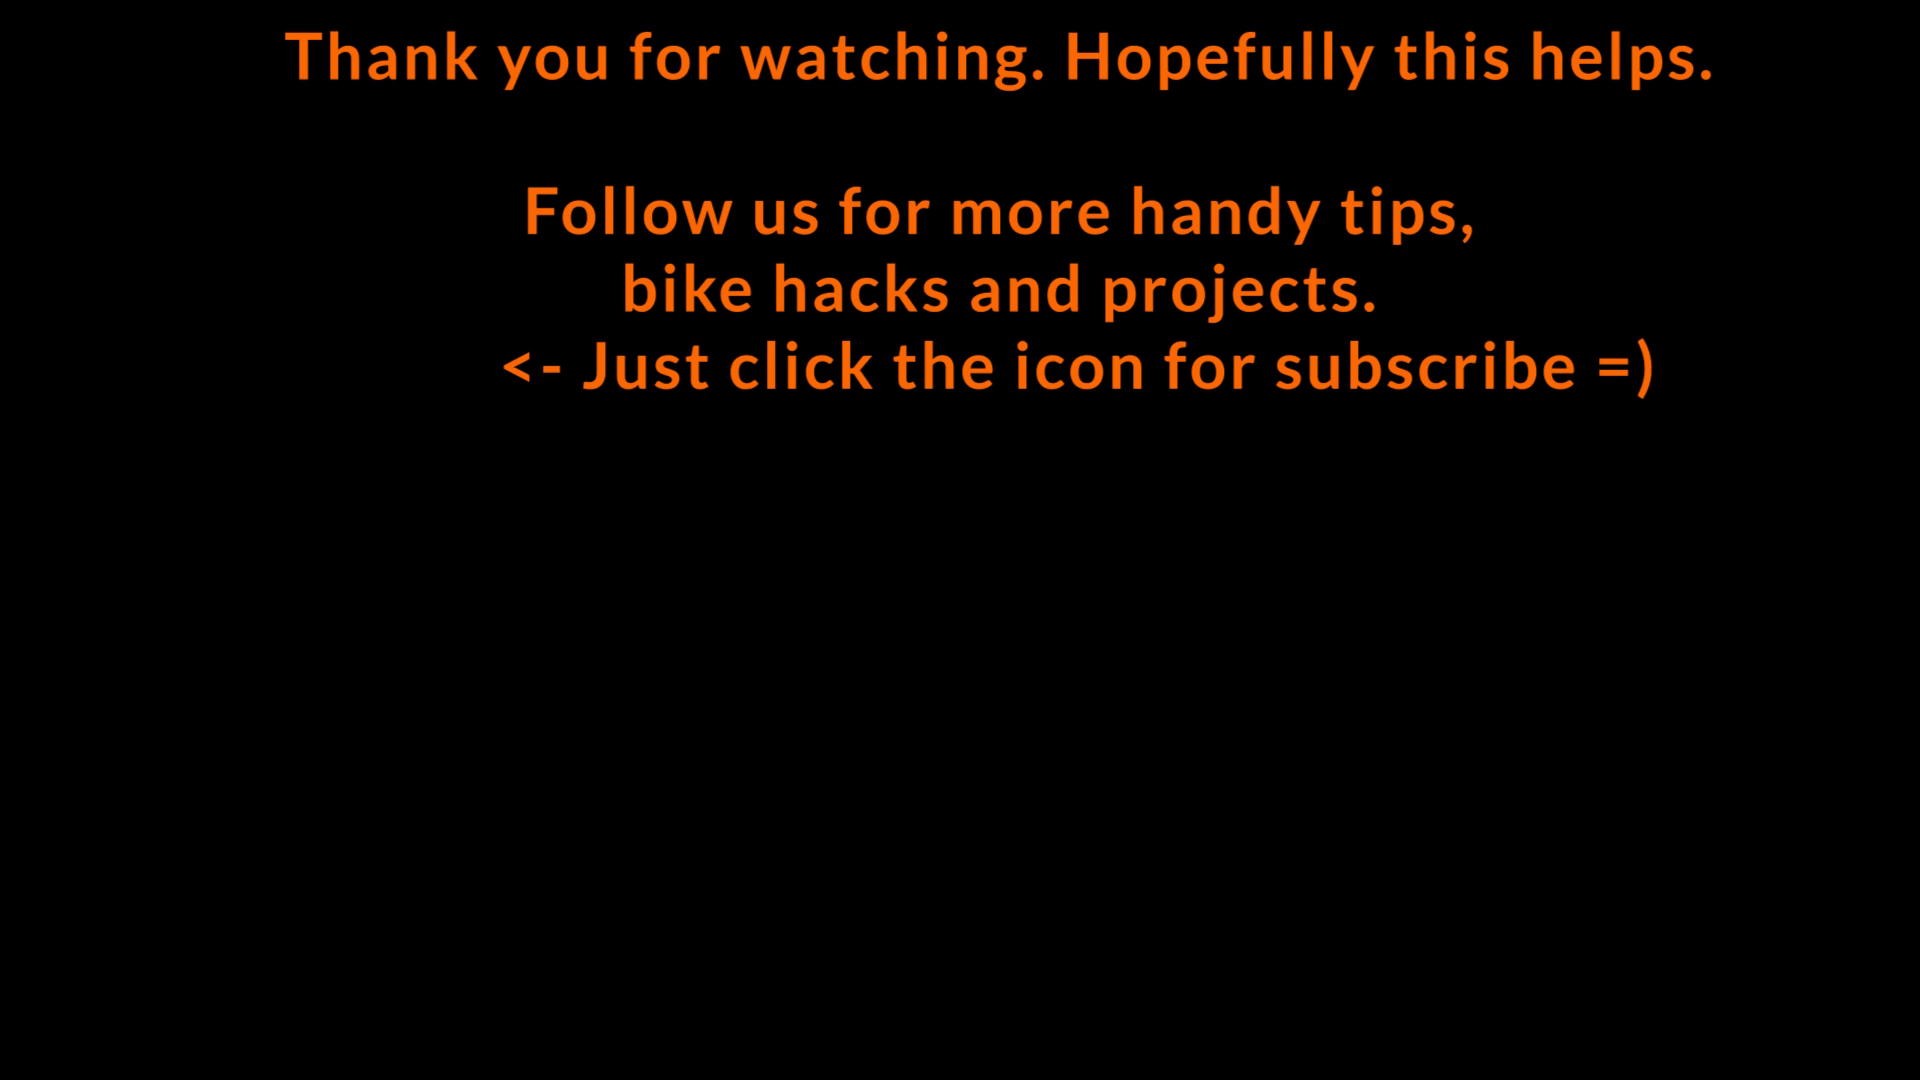 Thank you for watching. Hopefully this helps.
Follow us for more handy tips,
bike hacks and projects.
<- Just click the icon for subscribe =)